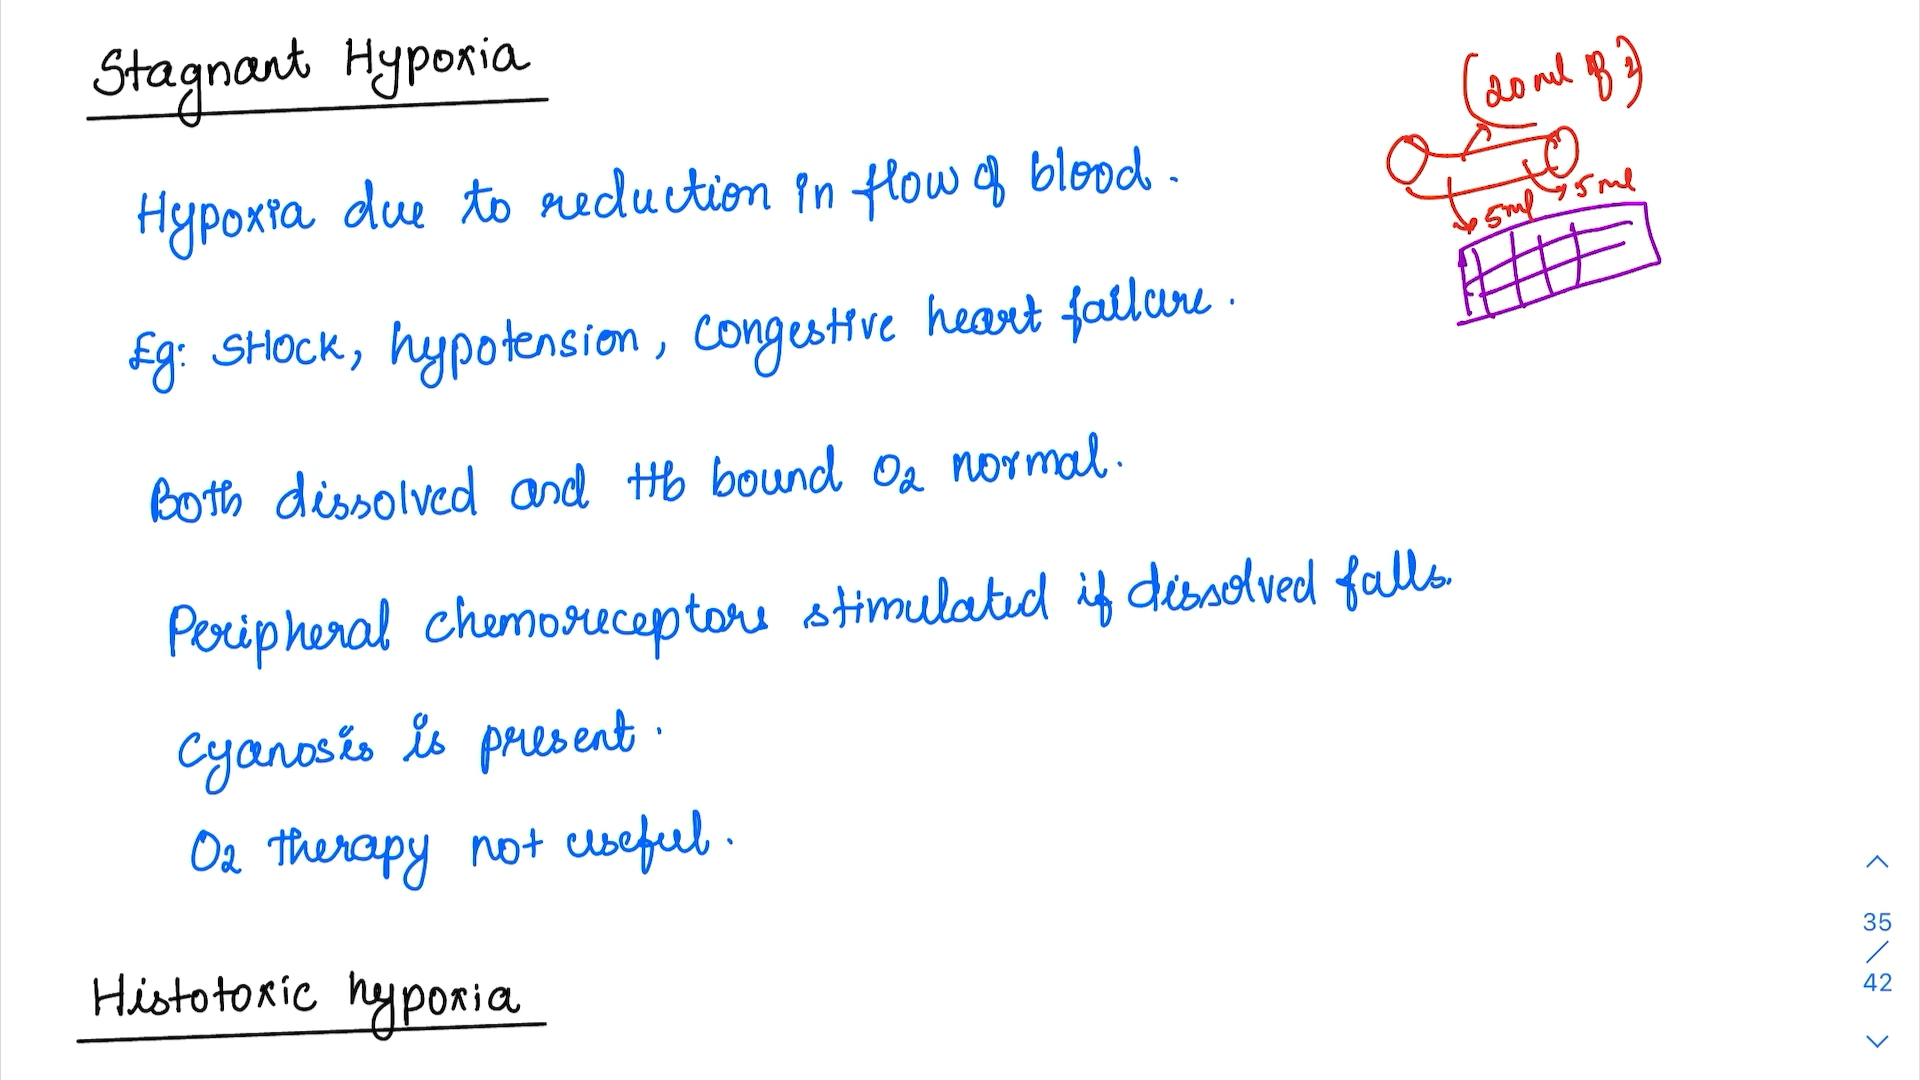 Stagnant Hypoxia
(20 ml of
Hypoxia due to reduction in flow of blood.
5ml
5ml
Eg: SHOCK, hypotension, congestive heart failure.
Both dissolved and Hb bound O2 normal.
Peripheral chemoreceptors stimulated if dissolved falls.
Cyanosis is present.
O2 therapy not useful.
35
/
42
Histotoxic hypoxia